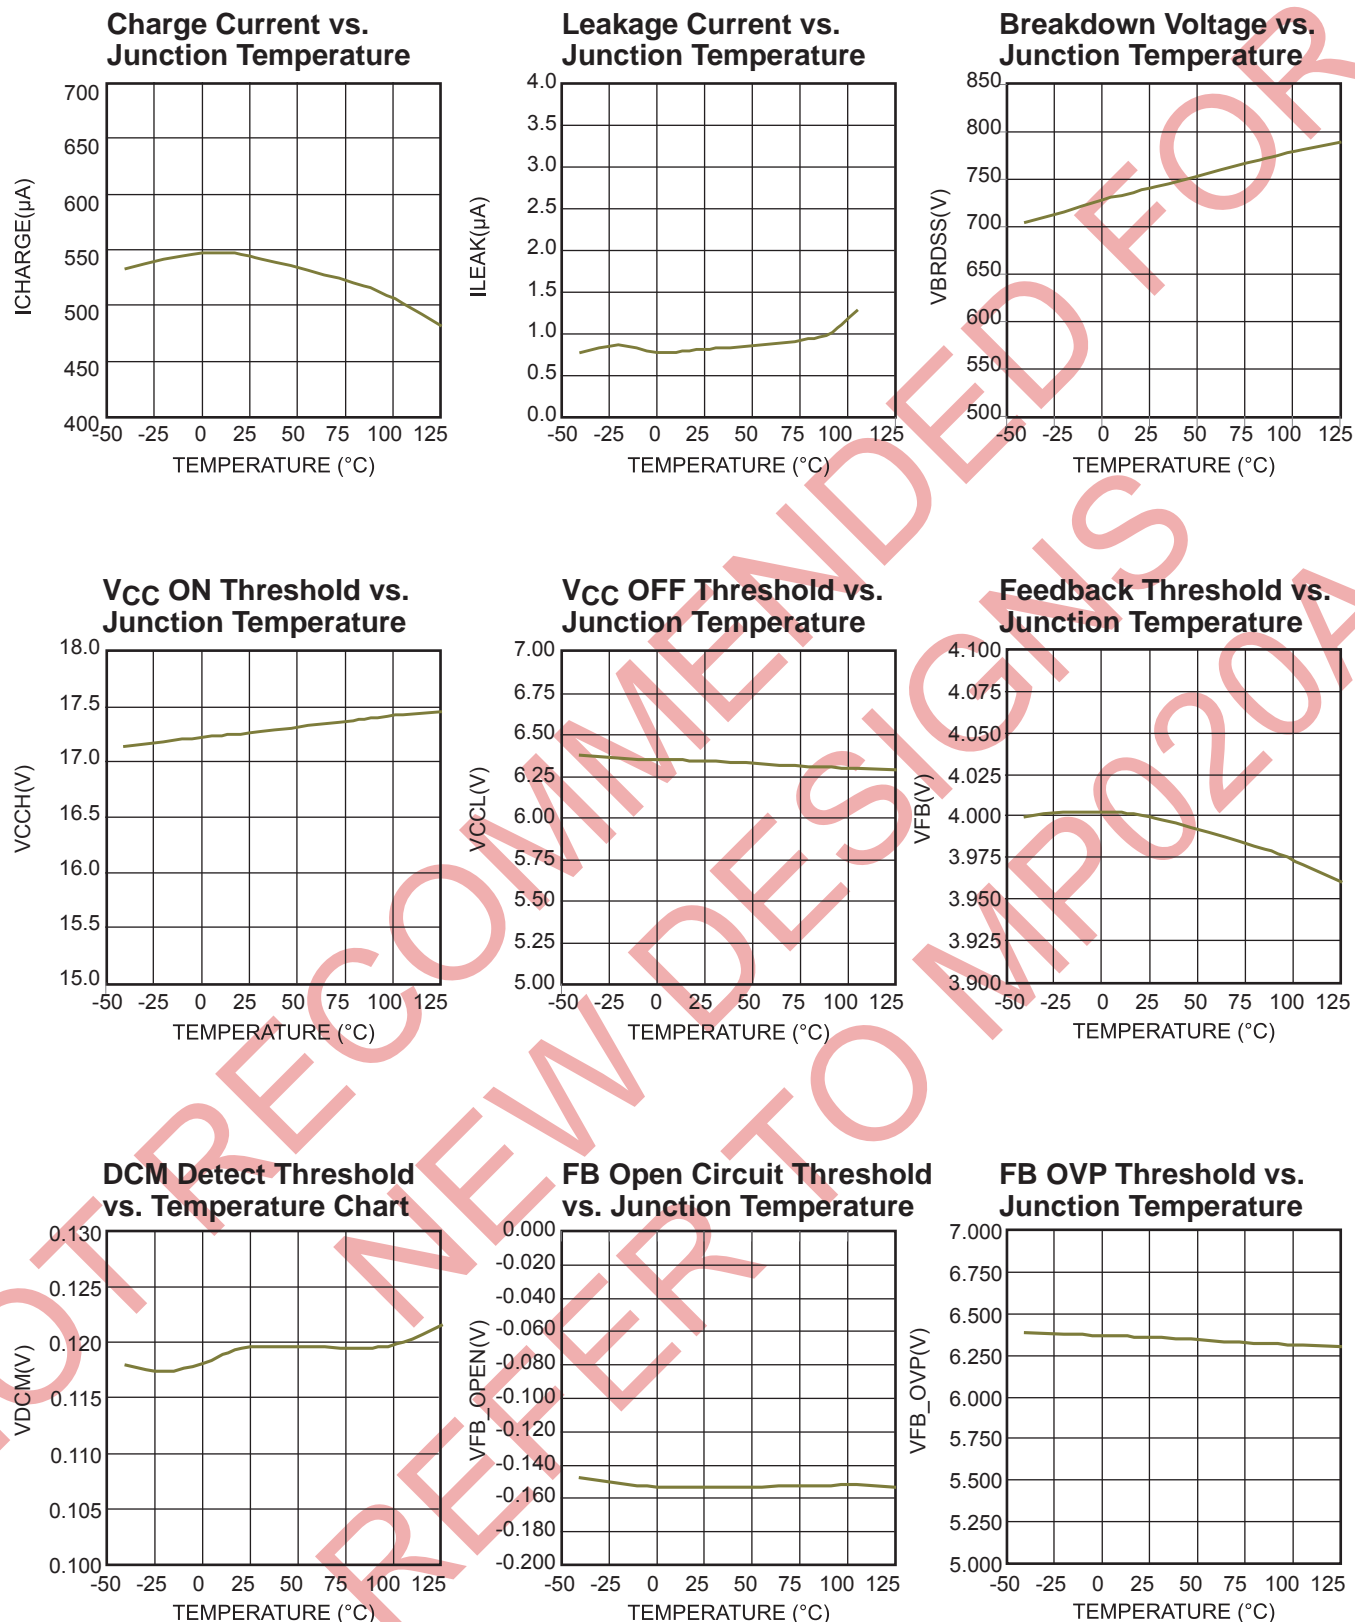 Charge Current vs.
Junction Temperature
700
650
600
550
500
450
400
ICHARGE(µA)
-50 -25 0 25 50 75 100 125
TEMPERATURE (°C)
Leakage Current vs.
Junction Temperature
4.0
3.5
3.0
2.5
2.0
1.5
1.0
0.5
0.0
ILEAK(µA)
-50 -25 0 25 50 75 100 125
TEMPERATURE (°C)
Breakdown Voltage vs.
Junction Temperature
850
800
750
700
650
600
550
500
VBRDSS(V)
-50 -25 0 25 50 75 100 125
TEMPERATURE (°C)
VCC ON Threshold vs.
Junction Temperature
18.0
17.5
17.0
16.5
16.0
15.5
15.0
VCCH(V)
-50 -25 0 25 50 75 100 125
TEMPERATURE (°C)
VCC OFF Threshold vs.
Junction Temperature
7.00
6.75
6.50
6.25
6.00
5.75
5.50
5.25
5.00
VCCL(V)
-50 -25 0 25 50 75 100 125
TEMPERATURE (°C)
Feedback Threshold vs.
Junction Temperature
4.100
4.075
4.050
4.025
4.000
3.975
3.950
3.925
3.900
VFB(V)
-50 -25 0 25 50 75 100 125
TEMPERATURE (°C)
DCM Detect Threshold
vs. Temperature Chart
0.130
0.125
0.120
0.115
0.110
0.105
0.100
VDCM(V)
-50 -25 0 25 50 75 100 125
TEMPERATURE (°C)
FB Open Circuit Threshold
vs. Junction Temperature
0.000
-0.020
-0.040
-0.060
-0.080
-0.100
-0.120
-0.140
-0.160
-0.180
-0.200
VFB_OPEN(V)
-50 -25 0 25 50 75 100 125
TEMPERATURE (°C)
FB OVP Threshold vs.
Junction Temperature
7.000
6.750
6.500
6.250
6.000
5.750
5.500
5.250
5.000
VFB_OVP(V)
-50 -25 0 25 50 75 100 125
TEMPERATURE (°C)
OT RECOMMENDED FOR
NEW DESIGNS
REFER TO MP020A